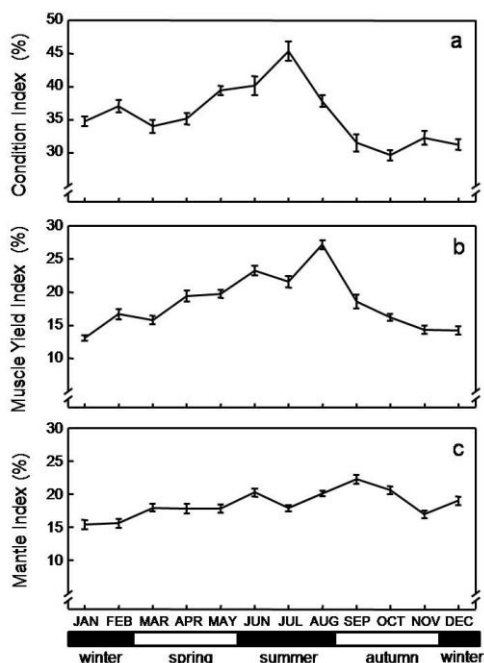 Condition Index (%)
50
45
40
35
30
a
Muscle Yield Index (%)
30
25
20
15
10
b
Mantle Index (%)
30
20
15
10
c
JAN FEB MAR APR MAY JUN JUL AUG SEP OCT NOV DEC
winter spring summer autumn winter